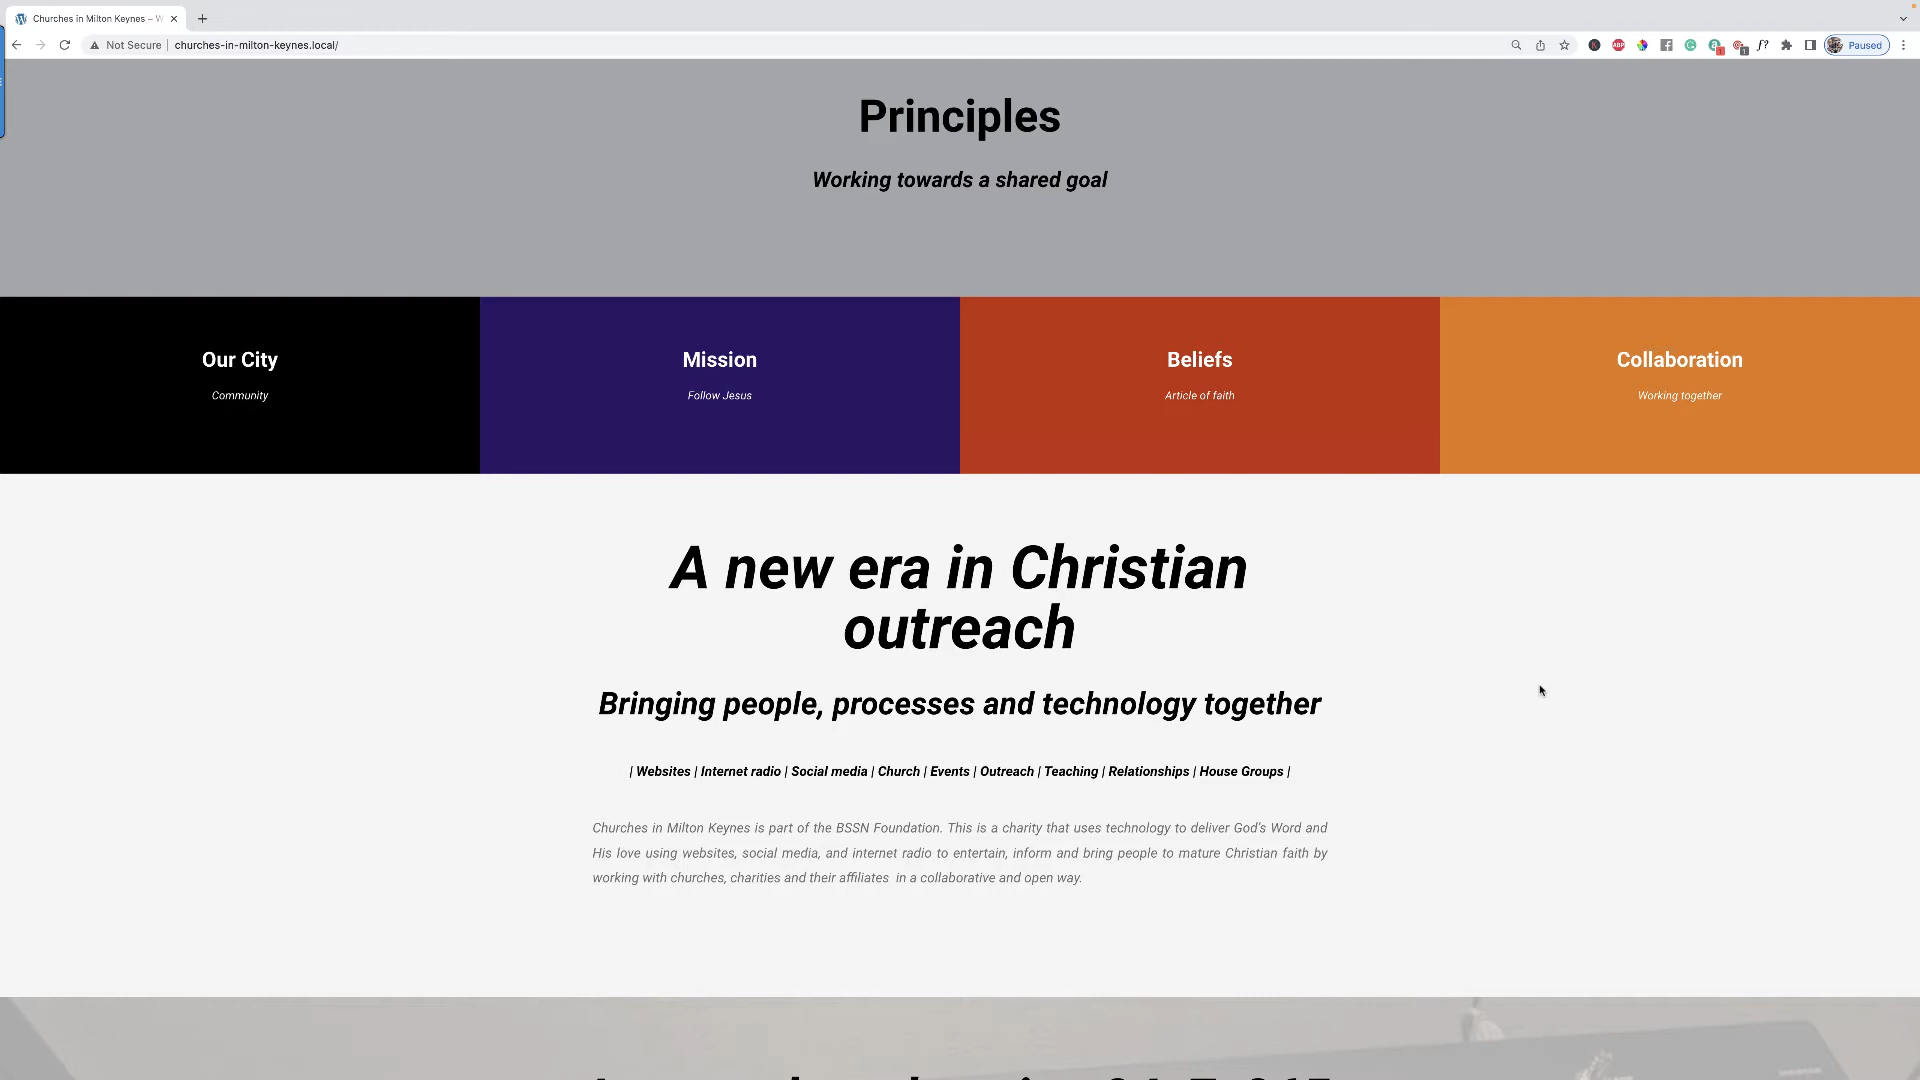 Churches in Milton Keynes – W
Not Secure
churches-in-milton-keynes.local/
ABP
f?
Paused
Principles
Working towards a shared goal
Our City
Mission
Beliefs
Collaboration
Community
Follow Jesus
Article of faith
Working together
A new era in Christian
outreach
Bringing people, processes and technology together
| Websites | Internet radio | Social media | Church | Events | Outreach | Teaching | Relationships | House Groups |
Churches in Milton Keynes is part of the BSSN Foundation. This is a charity that uses technology to deliver God's Word and
His love using websites, social media, and internet radio to entertain, inform and bring people to mature Christian faith by
working with churches, charities and their affiliates in a collaborative and open way.